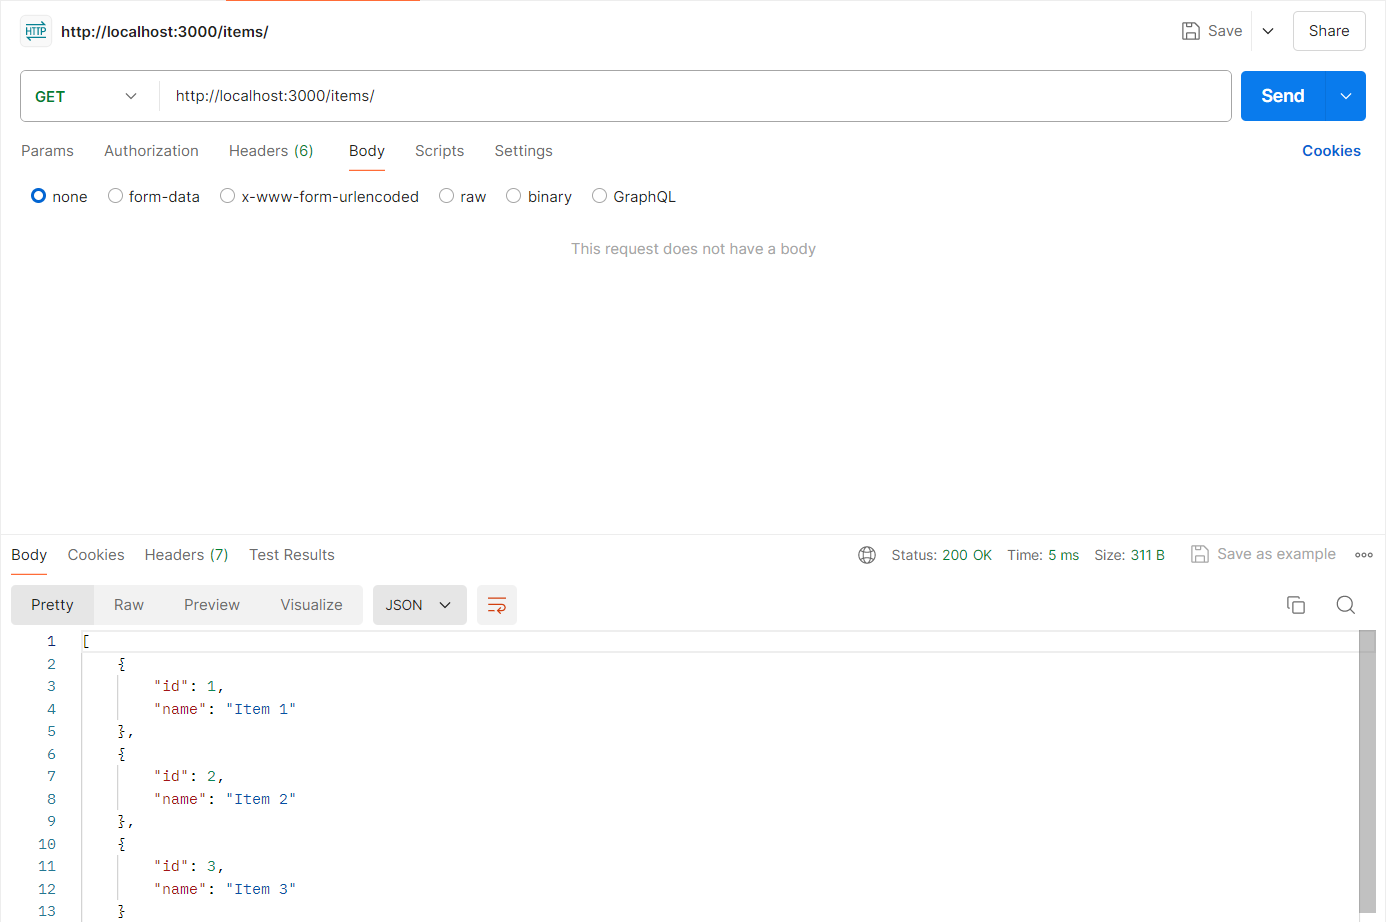 HTTP http://localhost:3000/items/ Save Share
GET http://localhost:3000/items/ Send
Params Authorization Headers (6) Body Scripts Settings Cookies
none form-data x-www-form-urlencoded raw binary GraphQL
This request does not have a body
Body Cookies Headers (7) Test Results Status: 200 OK Time: 5 ms Size: 311 B Save as example
Pretty Raw Preview Visualize JSON
1 [
2 {
3 "id": 1,
4 "name": "Item 1"
5 },
6 {
7 "id": 2,
8 "name": "Item 2"
9 },
10 {
11 "id": 3,
12 "name": "Item 3"
13 }